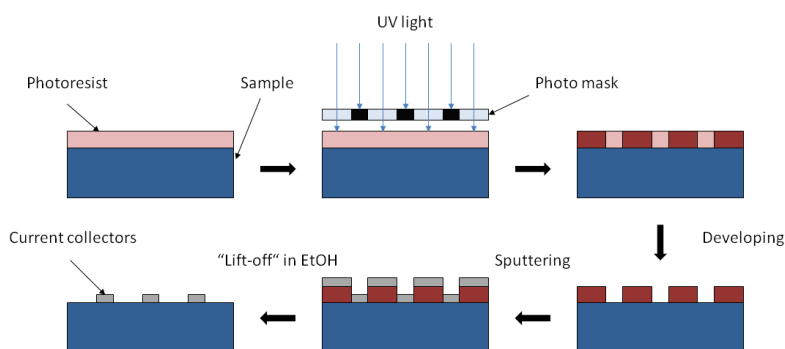 UV light
Photoresist
Sample
Photo mask
Current collectors
“Lift-off“ in EtOH
Sputtering
Developing